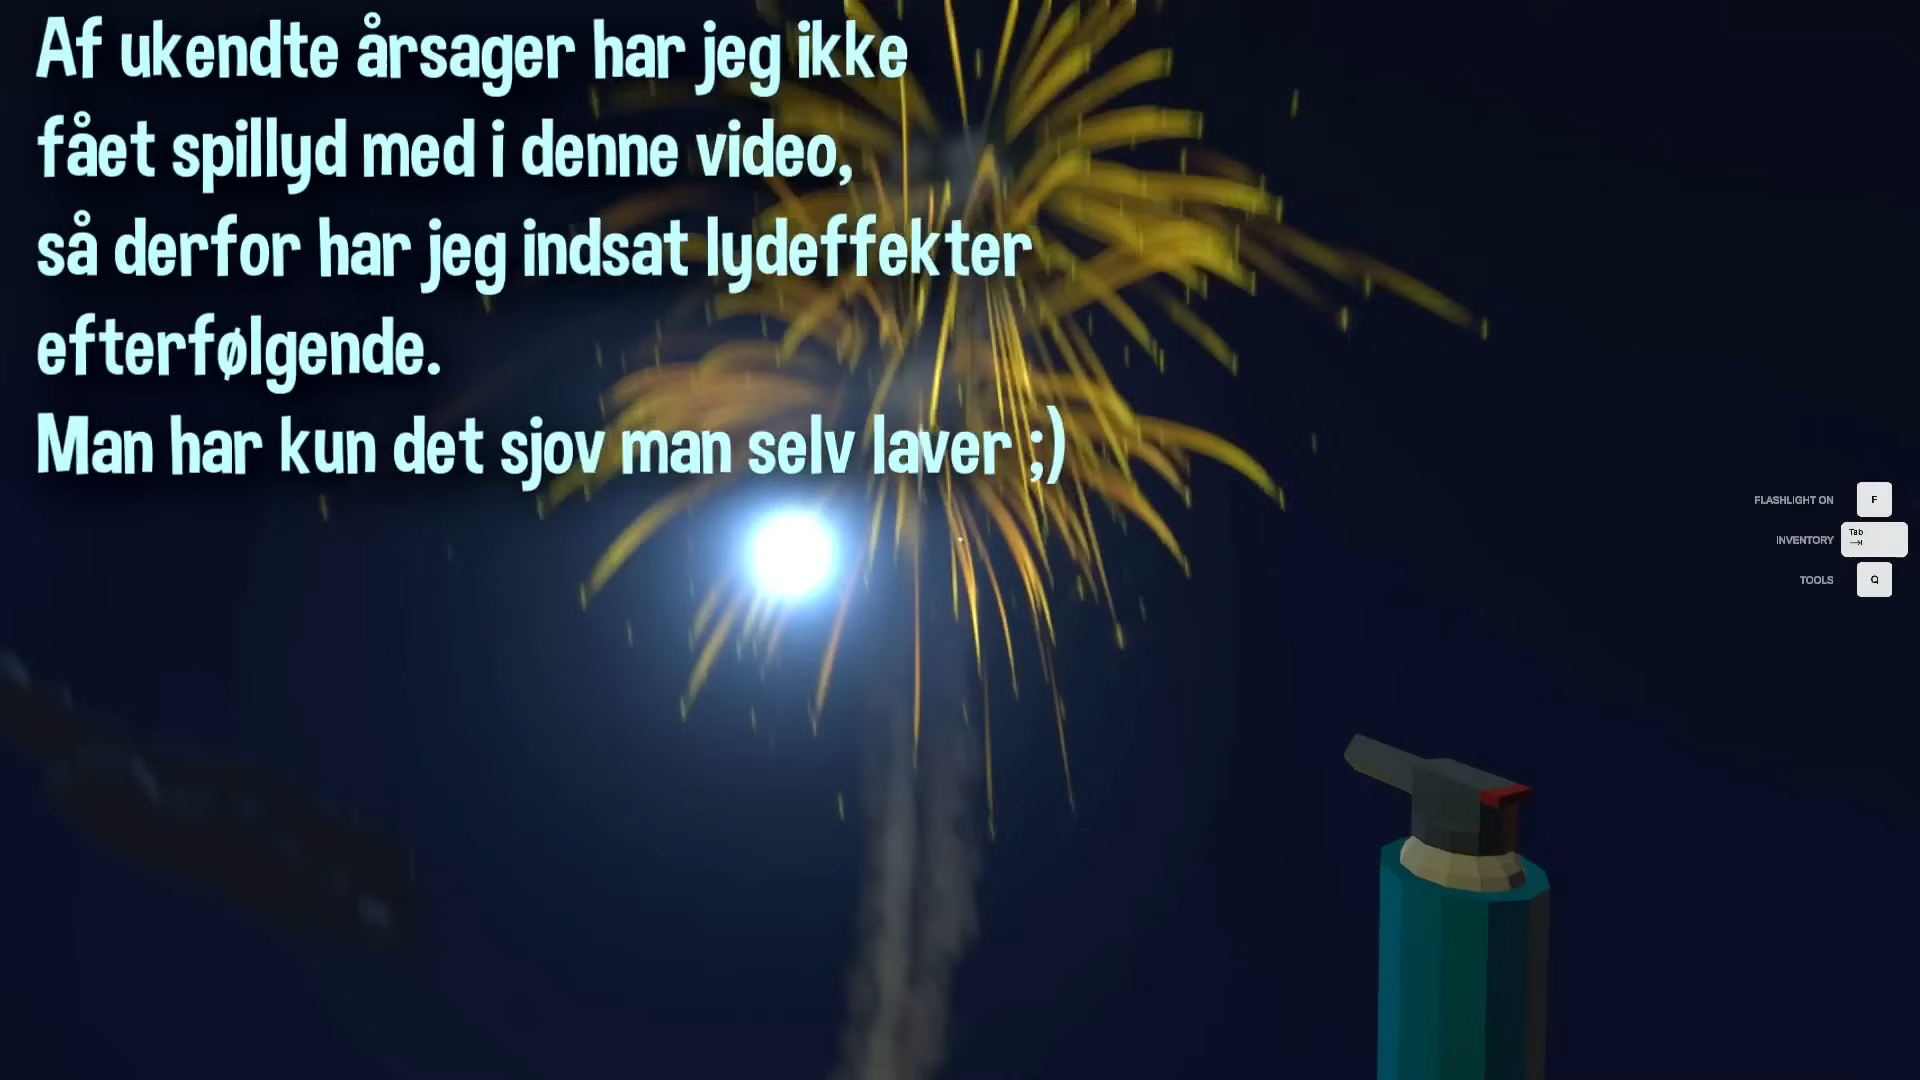 Af ukendte årsager har jeg ikke
fået spillyd med i denne video,
så derfor har jeg indsat lydeffekter
efterfølgende.
Man har kun det sjov man selv laver ;)
FLASHLIGHT ON F
INVENTORY Tab
TOOLS Q